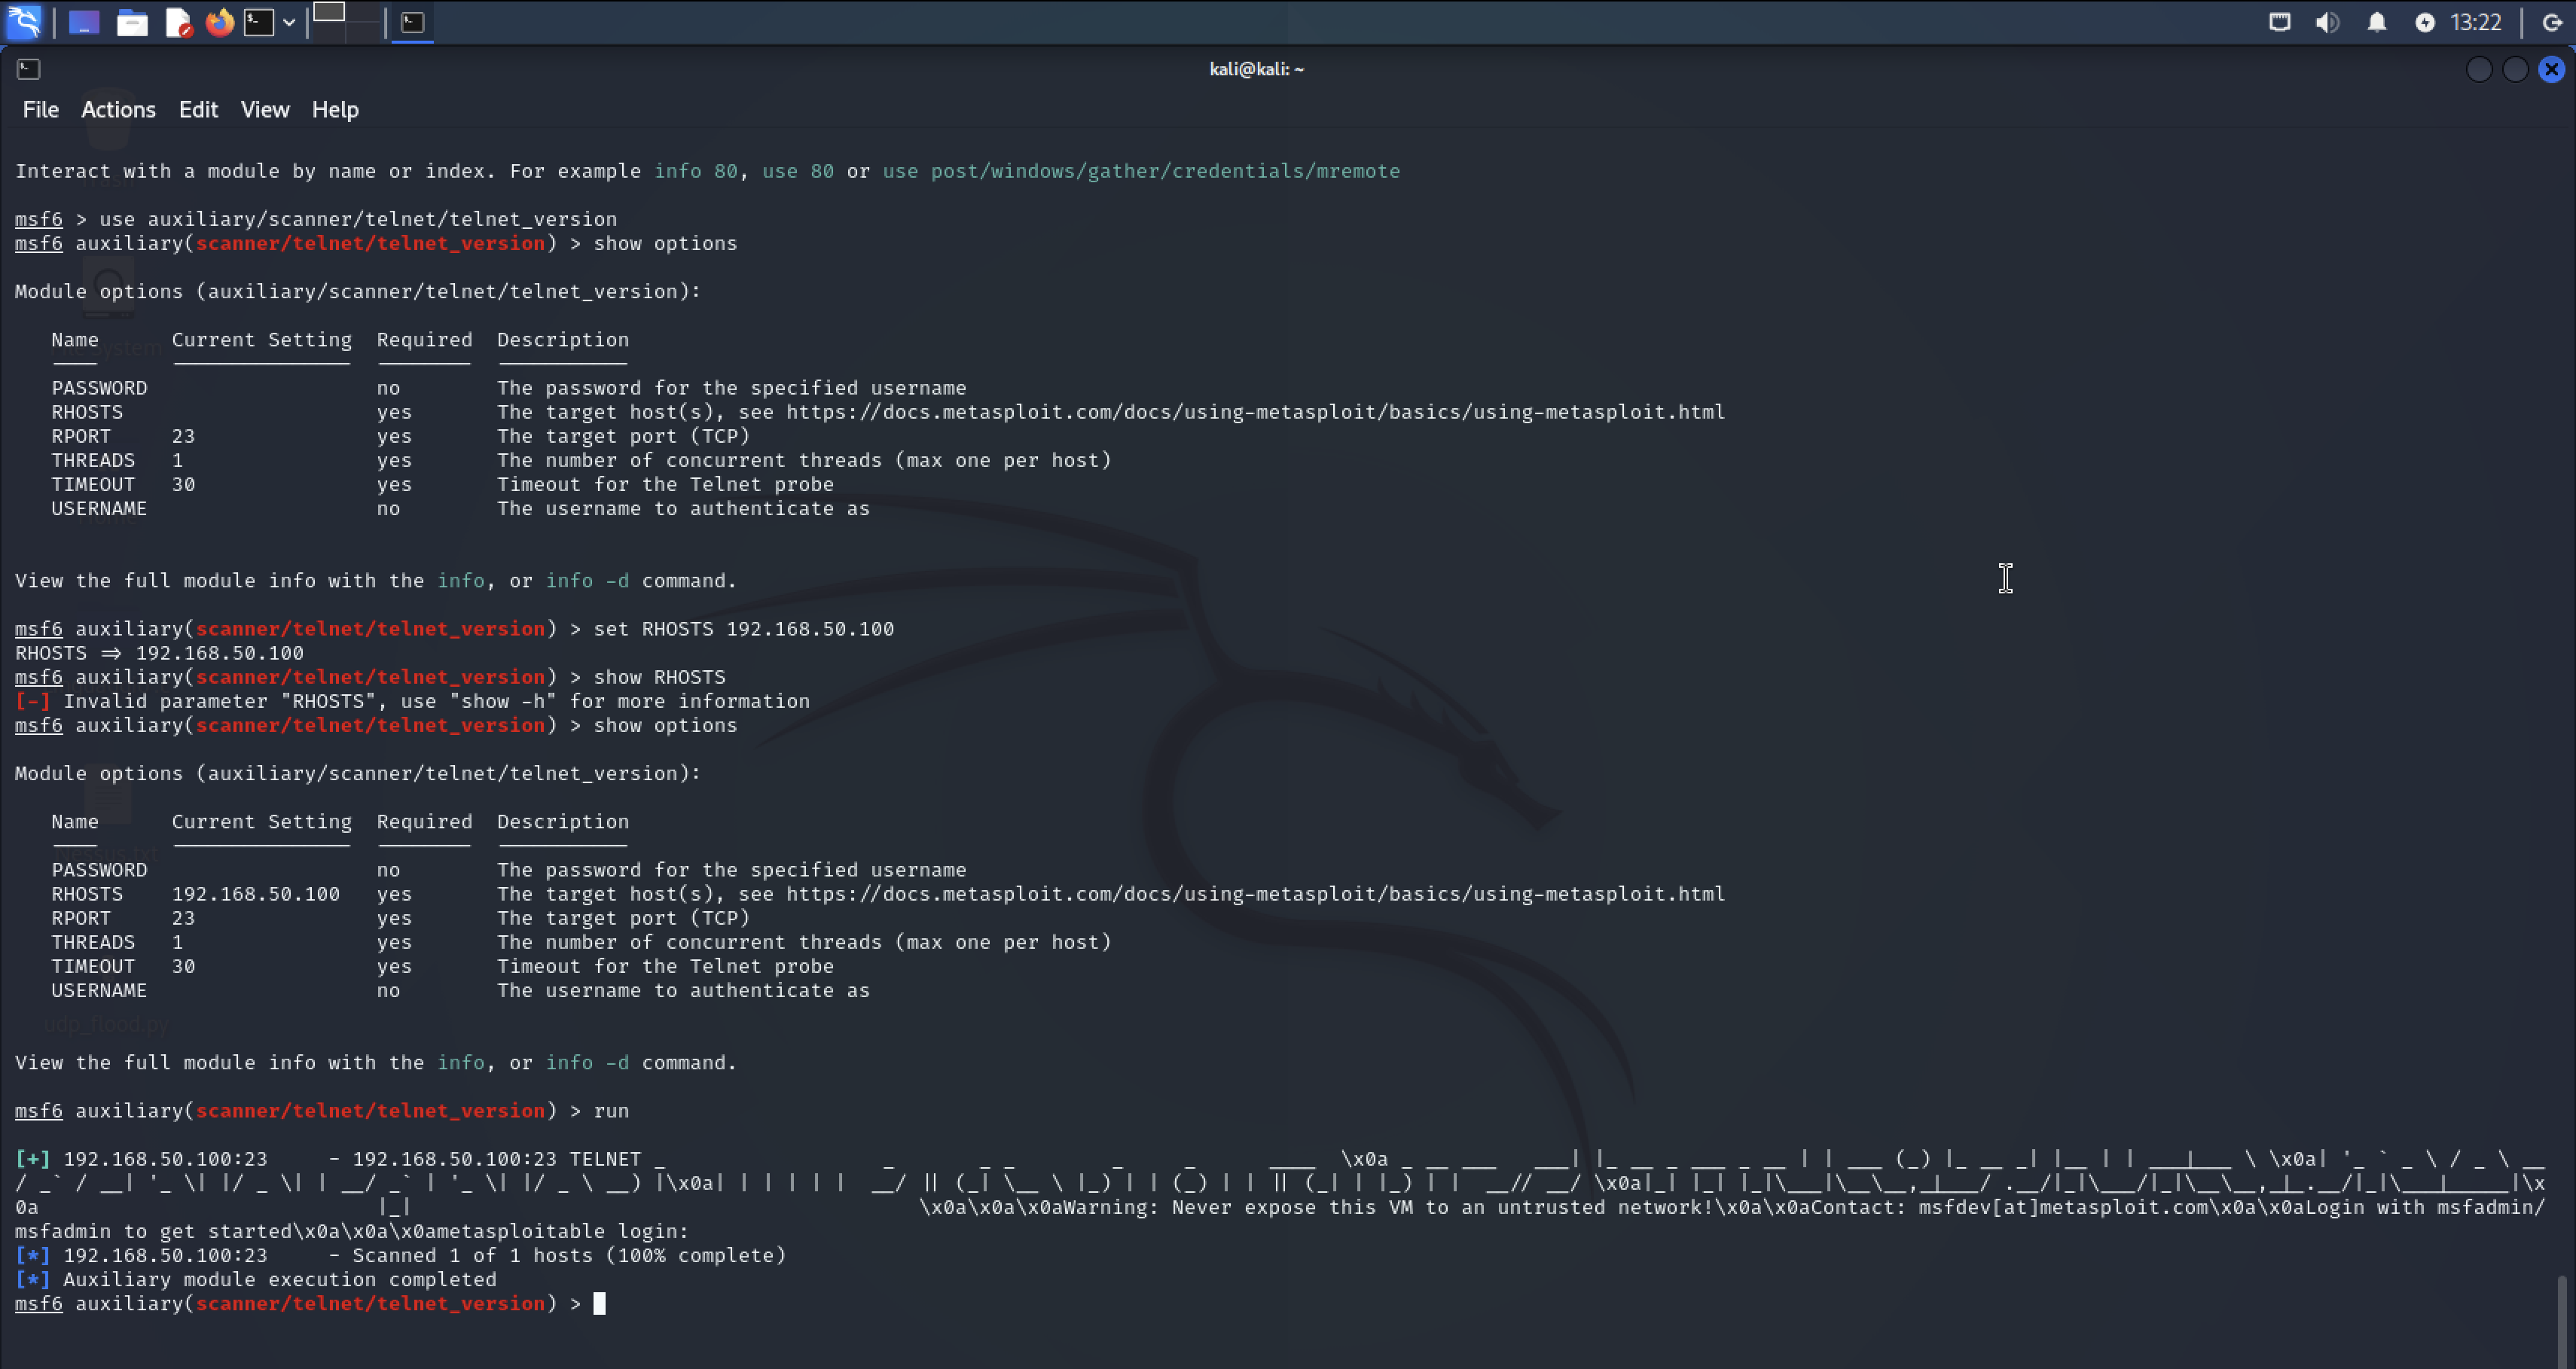 13:22
kali@kali: ~
File Actions Edit View Help
Interact with a module by name or index. For example info 80, use 80 or use post/windows/gather/credentials/mremote
msf6 > use auxiliary/scanner/telnet/telnet_version
msf6 auxiliary(scanner/telnet/telnet_version) > show options
Module options (auxiliary/scanner/telnet/telnet_version):
Name Current Setting Required Description
PASSWORD no The password for the specified username
RHOSTS yes The target host(s), see https://docs.metasploit.com/docs/using-metasploit/basics/using-metasploit.html
RPORT 23 yes The target port (TCP)
THREADS 1 yes The number of concurrent threads (max one per host)
TIMEOUT 30 yes Timeout for the Telnet probe
USERNAME no The username to authenticate as
View the full module info with the info, or info -d command.
msf6 auxiliary(scanner/telnet/telnet_version) > set RHOSTS 192.168.50.100
RHOSTS ⇒ 192.168.50.100
msf6 auxiliary(scanner/telnet/telnet_version) > show RHOSTS
[-] Invalid parameter "RHOSTS", use "show -h" for more information
msf6 auxiliary(scanner/telnet/telnet_version) > show options
Module options (auxiliary/scanner/telnet/telnet_version):
Name Current Setting Required Description
PASSWORD no The password for the specified username
RHOSTS 192.168.50.100 yes The target host(s), see https://docs.metasploit.com/docs/using-metasploit/basics/using-metasploit.html
RPORT 23 yes The target port (TCP)
THREADS 1 yes The number of concurrent threads (max one per host)
TIMEOUT 30 yes Timeout for the Telnet probe
USERNAME no The username to authenticate as
udp_flood.py
View the full module info with the info, or info -d command.
msf6 auxiliary(scanner/telnet/telnet_version) > run
[+] 192.168.50.100:23 - 192.168.50.100:23 TELNET _ _ _ _ _ _ ____ \x0a _ __ ___ ___| |_ __ _ ___ _ __ | | ___ (_) |_ __ _| |__ | | ___|___ \ \x0a| '_ ` _ \ / _ \ __
/ _` / __| '_ \| |/ _ \| | __/ _` | '_ \| |/ _ \ __) |\x0a| | | | | | __/ || (_| \__ \ |_) | | (_) | | || (_| | |_) | | __// __/ \x0a|_| |_| |_|\___|\__\__,_|___/ .__/|_|\___/|_|\__\__,_|_.__/|_|\___|_____|\x
0a |_| \x0a\x0a\x0aWarning: Never expose this VM to an untrusted network!\x0a\x0aContact: msfdev[at]metasploit.com\x0a\x0aLogin with msfadmin/
msfadmin to get started\x0a\x0a\x0ametasploitable login:
[*] 192.168.50.100:23 - Scanned 1 of 1 hosts (100% complete)
[*] Auxiliary module execution completed
msf6 auxiliary(scanner/telnet/telnet_version) >